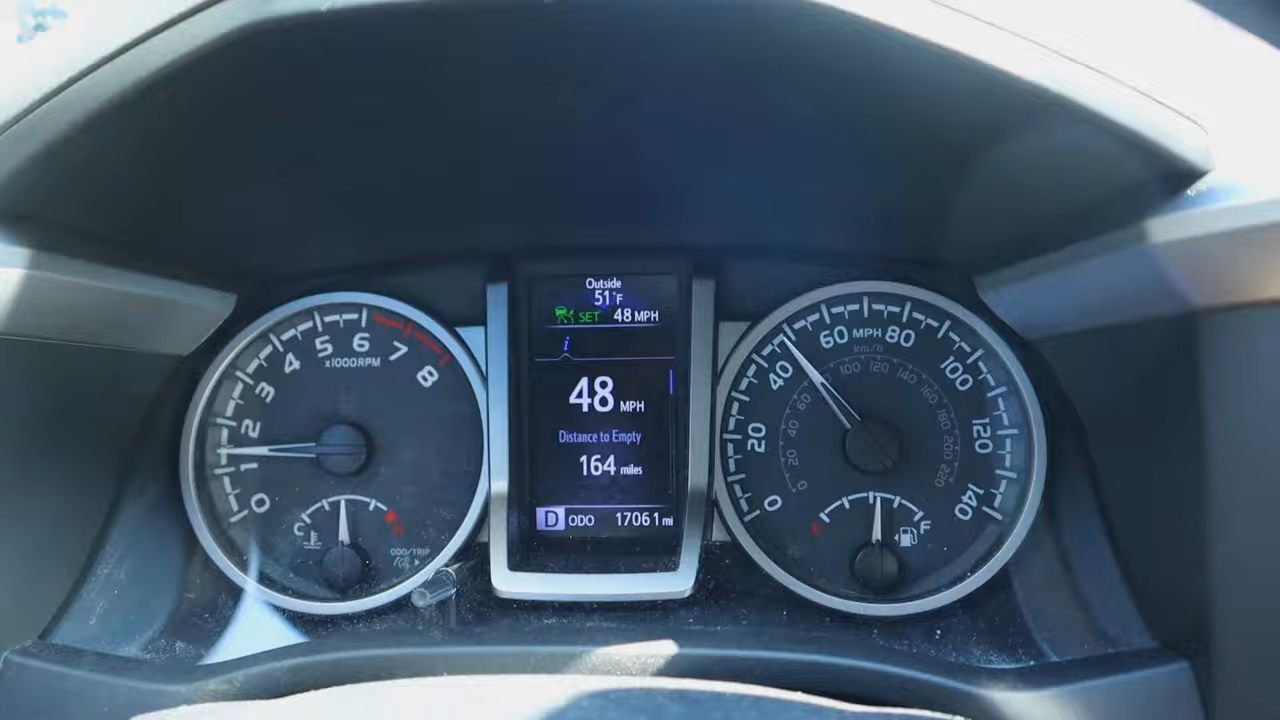 Outside
51°F
SET 48 MPH
i
48 MPH
Distance to Empty
164 miles
D ODO 17061 mi
0 1 2 3 4 5 6 7 8
x1000RPM
C
ODO/TRIP
0 20 40 60 MPH 80 100 120 140
km/h
0 20 40 60 100 120 140 160 180 200 220
F